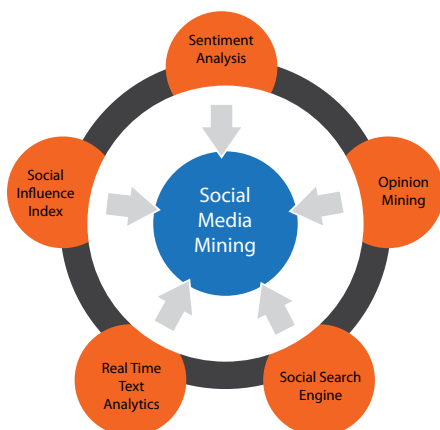 Sentiment
Analysis
Social
Influence
Index
Social
Media
Mining
Opinion
Mining
Real Time
Text
Analytics
Social Search
Engine